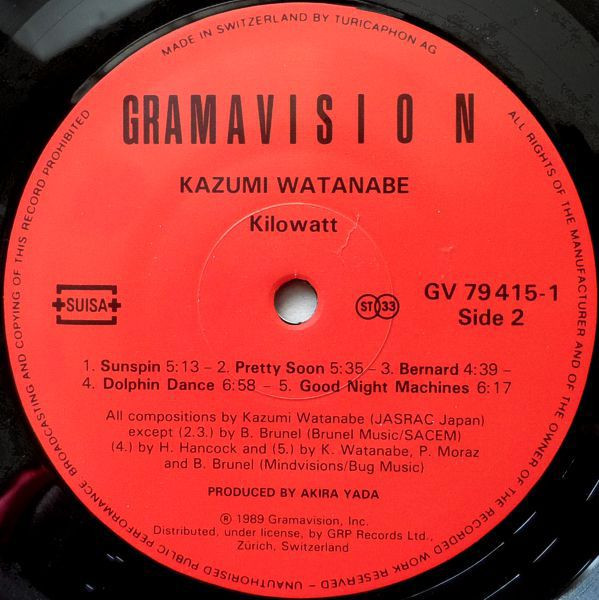 MADE IN SWITZERLAND BY TURICAPHON AG
GRAMAVISION
KAZUMI WATANABE
Kilowatt
SUISA
ST 33
GV 79 415-1
Side 2
1. Sunspin 5:13 – 2. Pretty Soon 5:35 – 3. Bernard 4:39 –
4. Dolphin Dance 6:58 – 5. Good Night Machines 6:17
All compositions by Kazumi Watanabe (JASRAC Japan)
except (2.3.) by B. Brunel (Brunel Music/SACEM)
(4.) by H. Hancock and (5.) by K. Watanabe, P. Moraz
and B. Brunel (Mindvisions/Bug Music)
PRODUCED BY AKIRA YADA
℗ 1989 Gramavision, Inc.
Distributed, under license, by GRP Records Ltd.,
Zürich, Switzerland
ALL RIGHTS OF THE MANUFACTURER AND OF THE OWNER OF THE RECORDED WORK RESERVED – UNAUTHORISED PUBLIC PERFORMANCE BROADCASTING AND COPYING OF THIS RECORD PROHIBITED